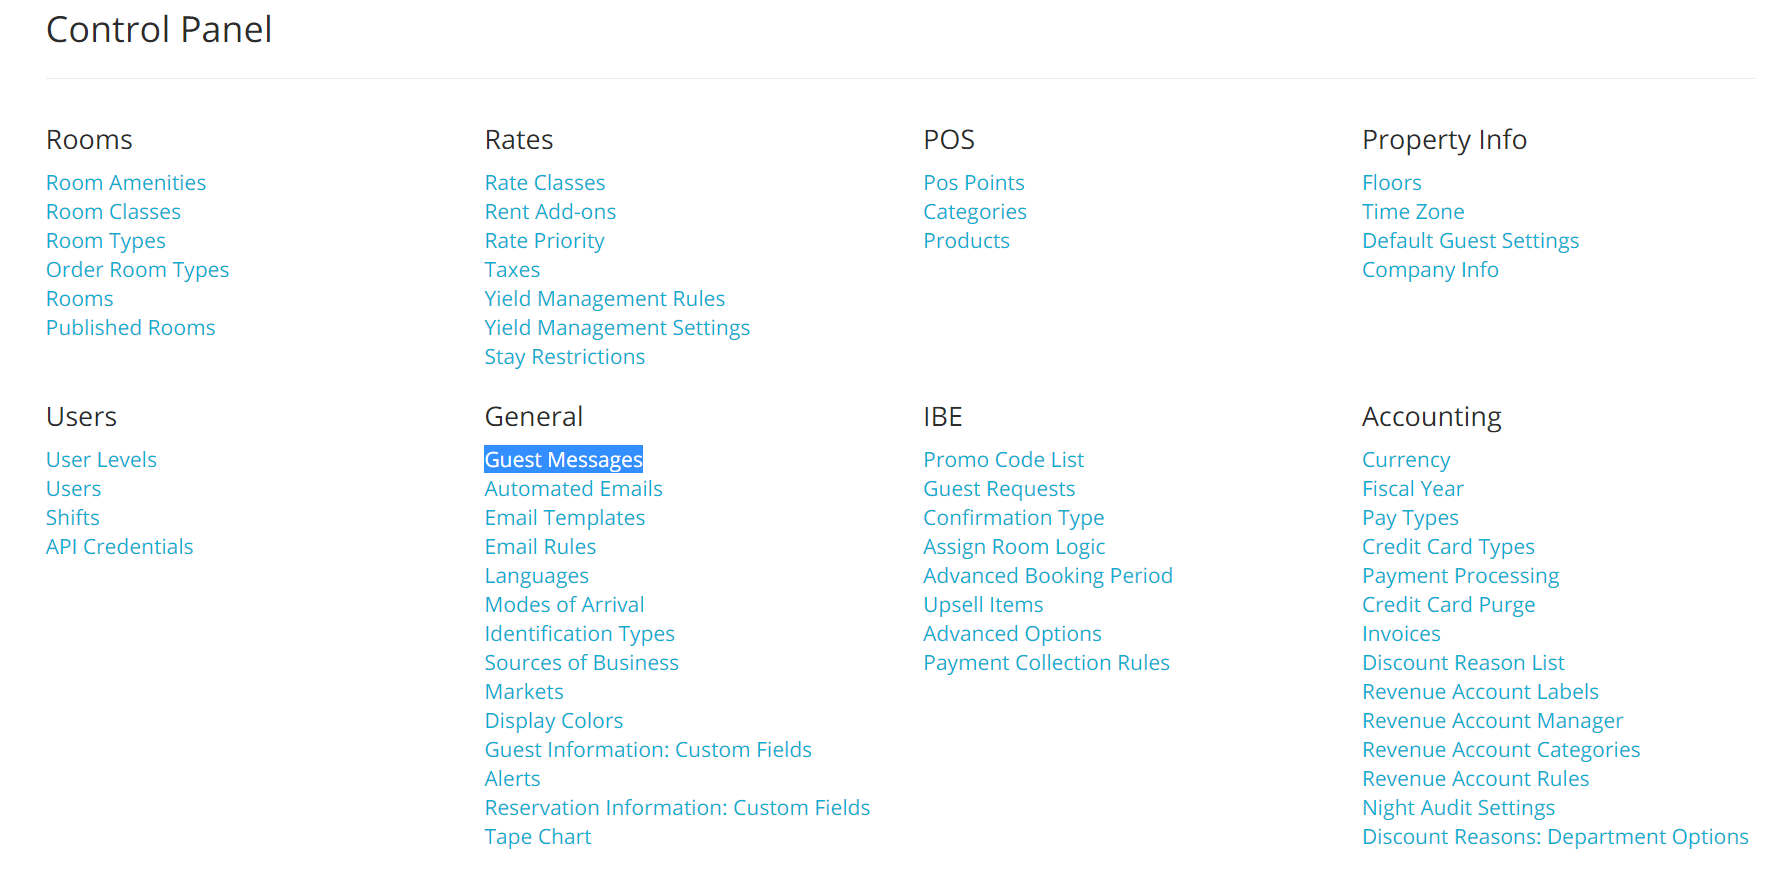 Control Panel
Rooms
Room Amenities
Room Classes
Room Types
Order Room Types
Rooms
Published Rooms
Rates
Rate Classes
Rent Add-ons
Rate Priority
Taxes
Yield Management Rules
Yield Management Settings
Stay Restrictions
POS
Pos Points
Categories
Products
Property Info
Floors
Time Zone
Default Guest Settings
Company Info
Users
User Levels
Users
Shifts
API Credentials
General
Guest Messages
Automated Emails
Email Templates
Email Rules
Languages
Modes of Arrival
Identification Types
Sources of Business
Markets
Display Colors
Guest Information: Custom Fields
Alerts
Reservation Information: Custom Fields
Tape Chart
IBE
Promo Code List
Guest Requests
Confirmation Type
Assign Room Logic
Advanced Booking Period
Upsell Items
Advanced Options
Payment Collection Rules
Accounting
Currency
Fiscal Year
Pay Types
Credit Card Types
Payment Processing
Credit Card Purge
Invoices
Discount Reason List
Revenue Account Labels
Revenue Account Manager
Revenue Account Categories
Revenue Account Rules
Night Audit Settings
Discount Reasons: Department Options